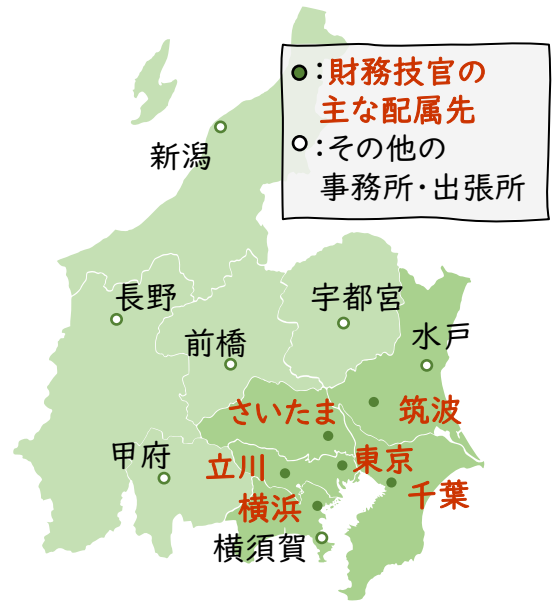 ●：財務技官の
主な配属先
○：その他の
事務所・出張所
新潟
長野
宇都宮
前橋
水戸
さいたま
筑波
甲府
立川
東京
千葉
横浜
横須賀